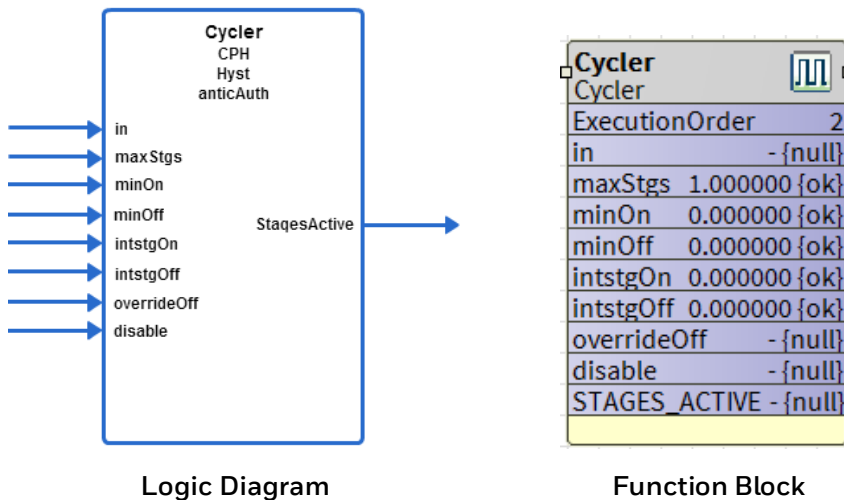 Cycler
CPH
Hyst
anticAuth
in
maxStgs
minOn
minOff
intstgOn
intstgOff
overrideOff
disable
StaqesActive
Logic Diagram
Cycler
Cycler
ExecutionOrder 2
in - {null}
maxStgs 1.000000 {ok}
minOn 0.000000 {ok}
minOff 0.000000 {ok}
intstgOn 0.000000 {ok}
intstgOff 0.000000 {ok}
overrideOff - {null}
disable - {null}
STAGES_ACTIVE - {null}
Function Block